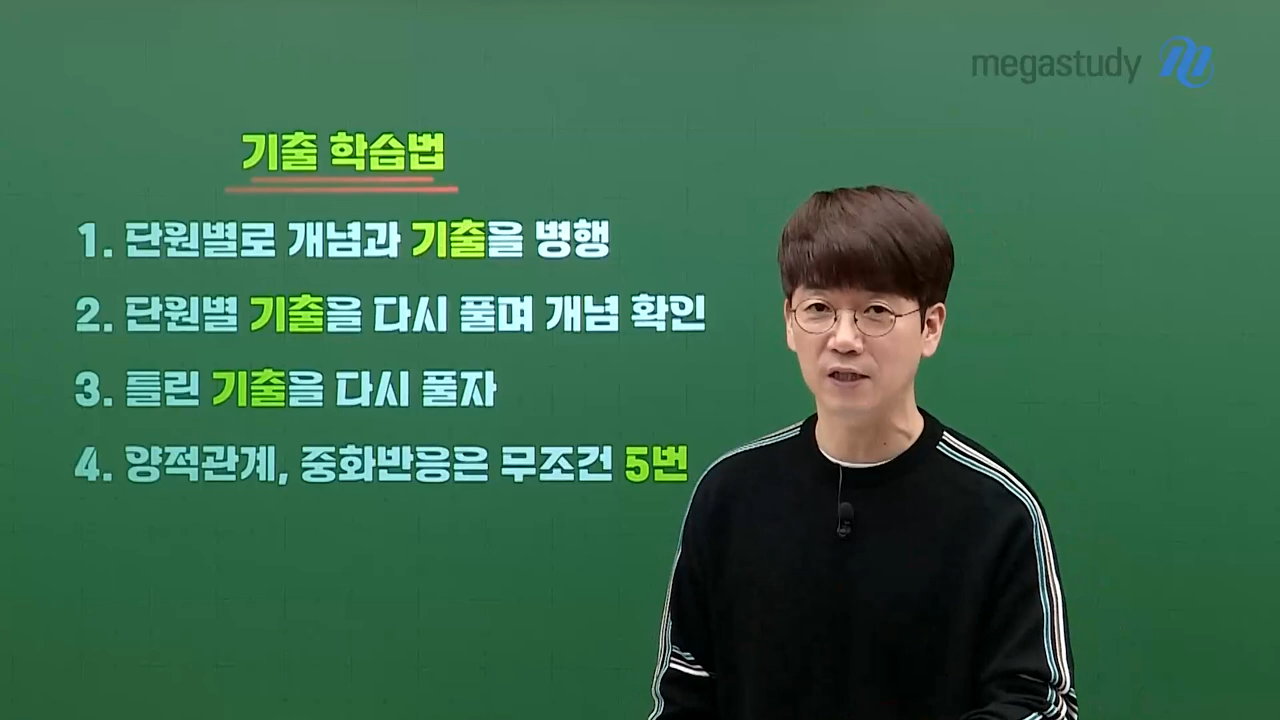 megastudy
기출 학습법
1. 단원별로 개념과 기출을 병행
2. 단원별 기출을 다시 풀며 개념 확인
3. 틀린 기출을 다시 풀자
4. 양적관계, 중화반응은 무조건 5번